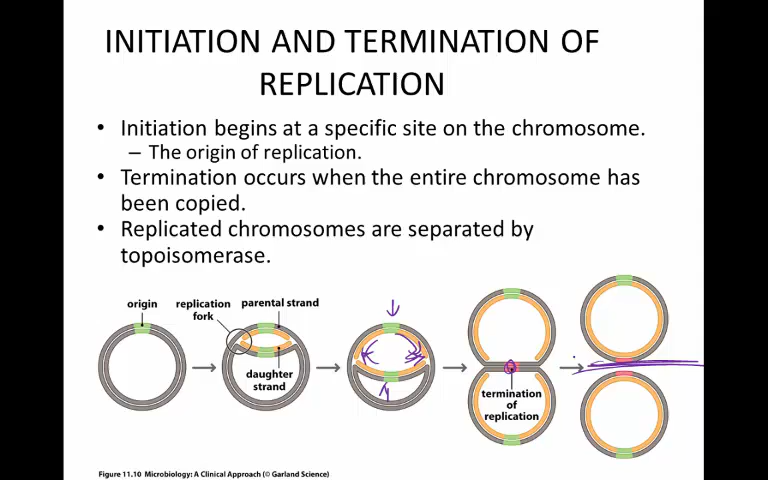 INITIATION AND TERMINATION OF
REPLICATION
• Initiation begins at a specific site on the chromosome.
– The origin of replication.
• Termination occurs when the entire chromosome has
been copied.
• Replicated chromosomes are separated by
topoisomerase.
origin
replication
fork
parental strand
daughter
strand
termination
of
replication
Figure 11.10 Microbiology: A Clinical Approach (© Garland Science)